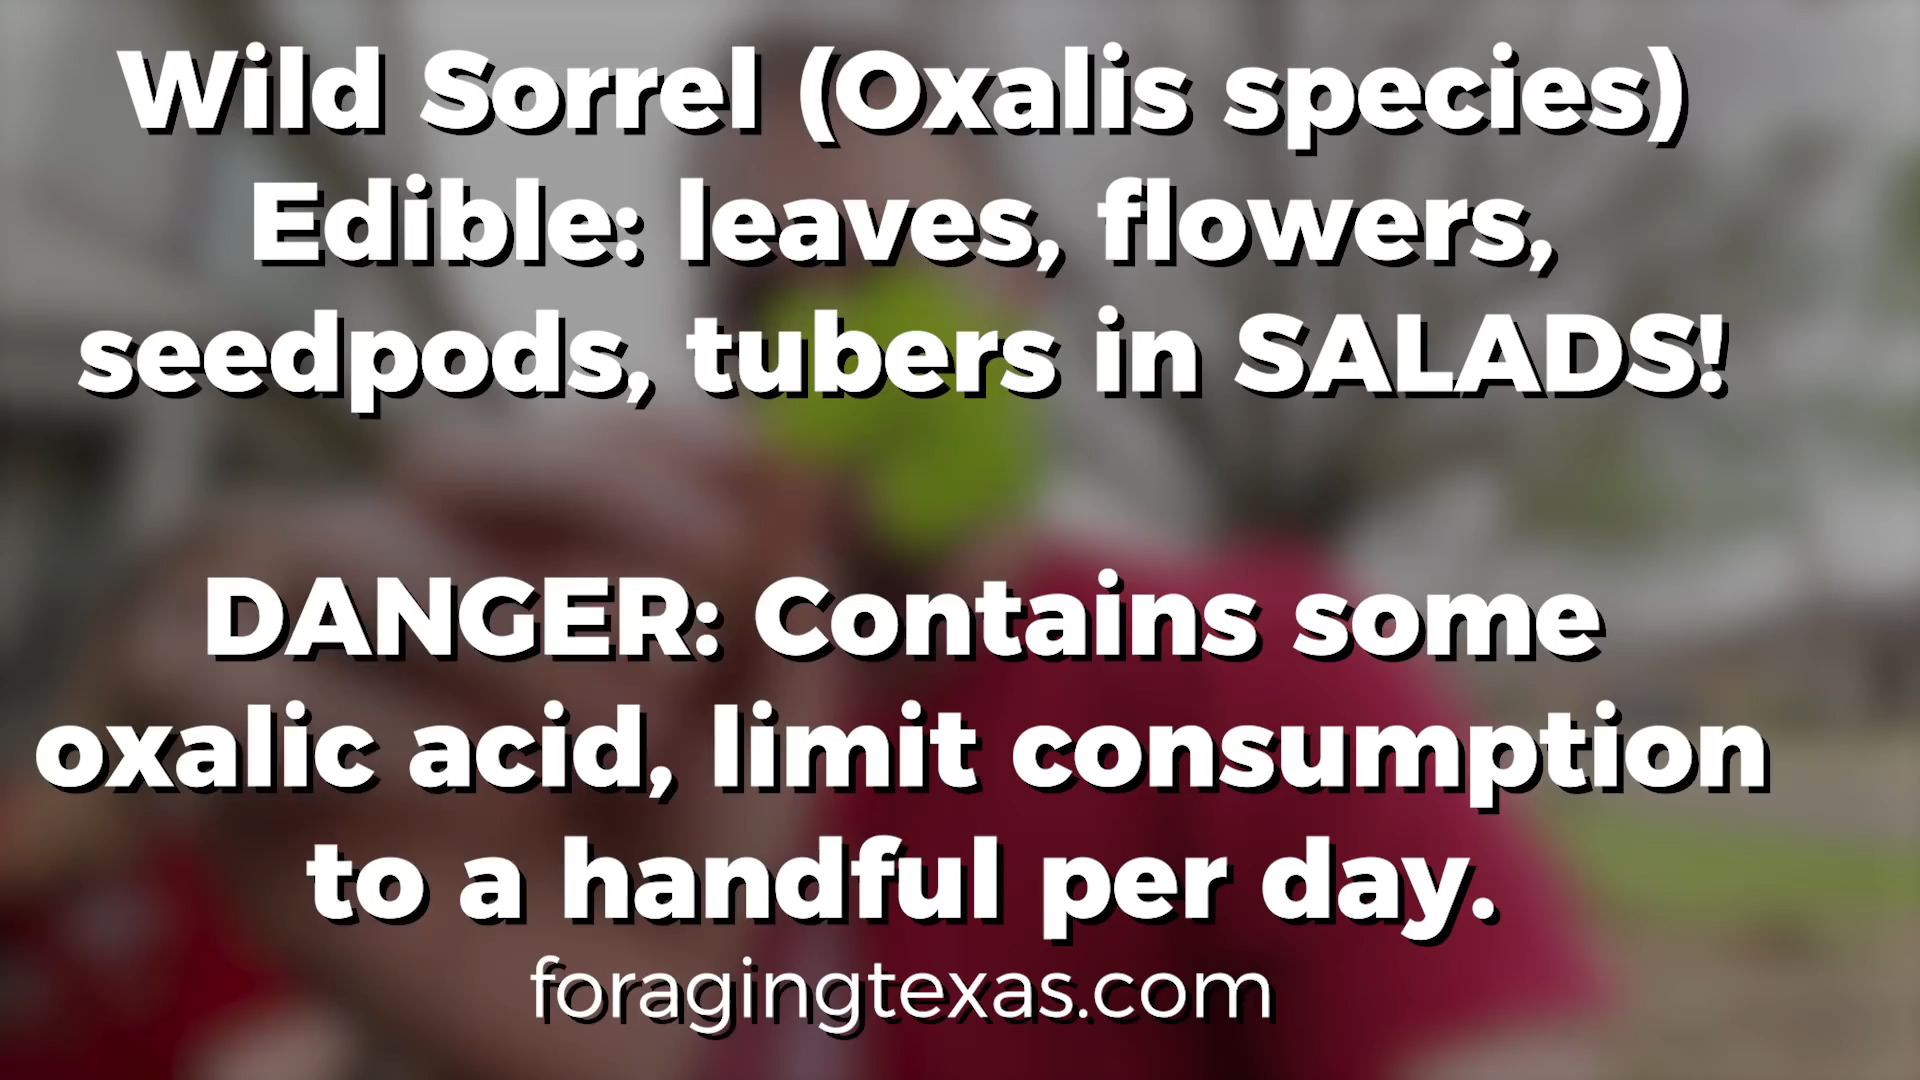 Wild Sorrel (Oxalis species)
Edible: leaves, flowers,
seedpods, tubers in SALADS!
DANGER: Contains some
oxalic acid, limit consumption
to a handful per day.
foragingtexas.com